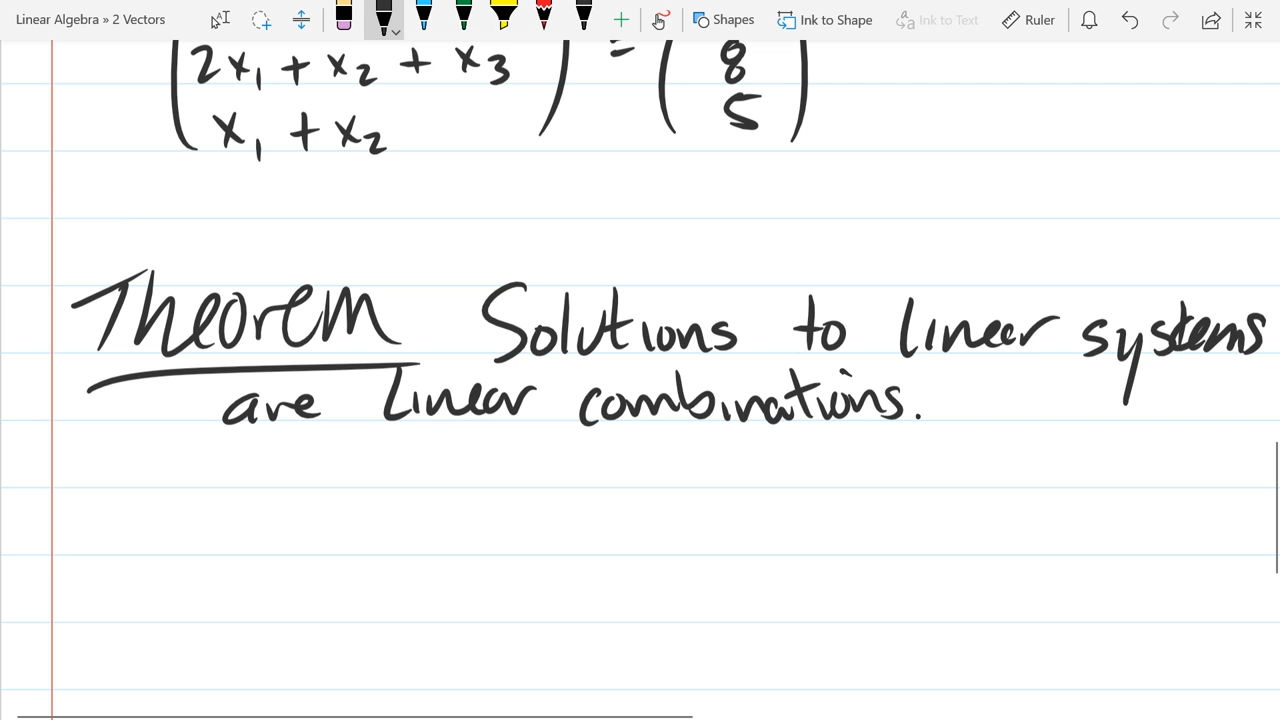 Linear Algebra » 2 Vectors Shapes Ink to Shape Ink to Text Ruler
2x₁ + x₂ + x₃ = 8
x₁ + x₂ 5
Theorem Solutions to linear systems
are linear combinations.